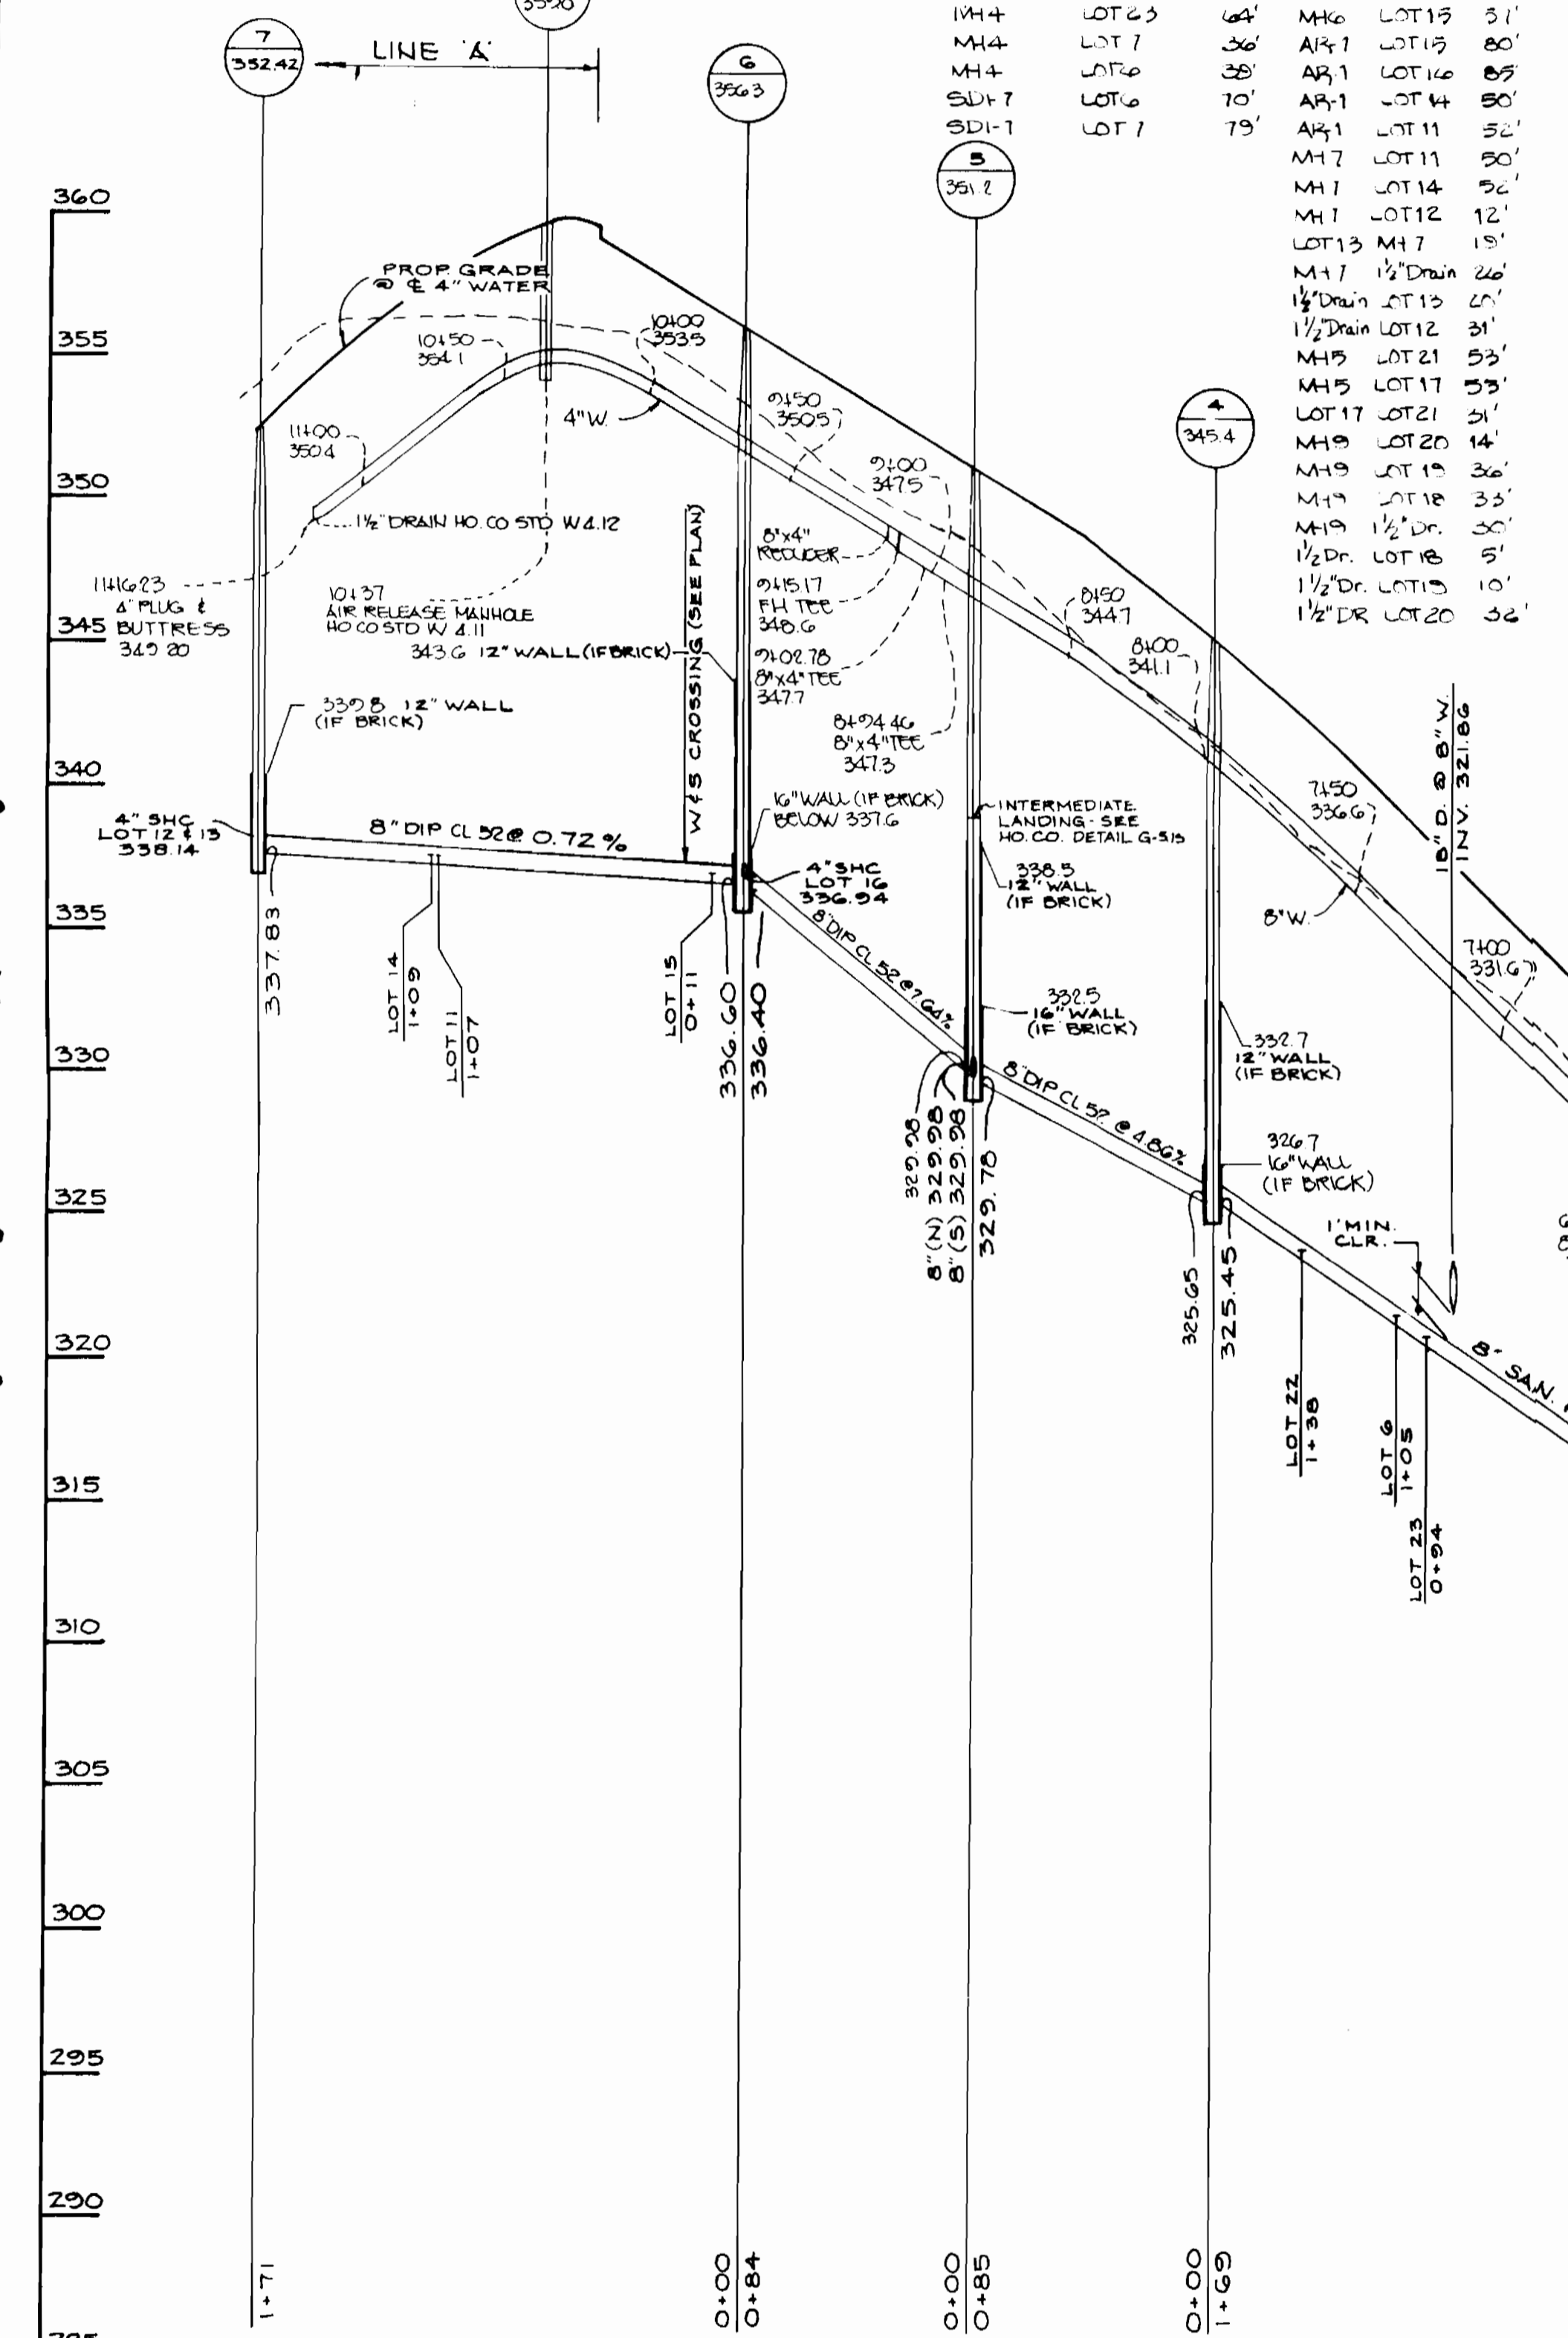 7
352.42
LINE 'A'
6
356.3
5
351.2
4
345.4
MH4 LOT 23 64' MH6 LOT 15 51'
MH4 LOT 7 36' AR-1 LOT 15 80'
MH4 LOT 6 38' AR-1 LOT 16 85'
SDI-7 LOT 6 70' AR-1 LOT 14 50'
SDI-7 LOT 7 79' AR-1 LOT 11 52'
MH7 LOT 11 50'
MH7 LOT 14 52'
MH7 LOT 12 12'
LOT 13 MH7 19'
MH7 1½" Drain 26'
1½" Drain LOT 13
1½" Drain LOT 12 31'
MH5 LOT 21 53'
MH5 LOT 17 53'
LOT 17 LOT 21 31'
MH9 LOT 20 14'
MH9 LOT 19 36'
MH9 LOT 18 33'
MH9 1½" Dr. 30'
1½ Dr. LOT 18 5'
1½" Dr. LOT 19 10'
1½" DR LOT 20 32'
360
355
350
345
340
335
330
325
320
315
310
305
300
295
290
PROP. GRADE
@ ℄ 4" WATER
10+50
354.1
10+00
353.5
4" W.
9+50
350.5
11+00
350.4
9+00
347.5
1½" DRAIN HO. CO STD W 4.12
8"x4"
REDUCER
11+16.23
4" PLUG &
BUTTRESS
349.20
10+37
AIR RELEASE MANHOLE
HO CO STD W 4.11
9+15.17
FH TEE
348.6
8+50
344.7
343.6 12" WALL (IF BRICK)
W & S CROSSING (SEE PLAN)
9+02.78
8"x4" TEE
347.7
8+00
341.1
339.8 12" WALL
(IF BRICK)
8+94.46
8"x4" TEE
347.3
18" D. @ 8" W.
INV. 321.86
7+50
336.6
16" WALL (IF BRICK)
BELOW 337.6
INTERMEDIATE
LANDING - SEE
HO. CO. DETAIL G-5.13
4" SHC
LOT 12 & 13
338.14
8" DIP CL 52 @ 0.72 %
4" SHC
LOT 16
336.94
338.5
12" WALL
(IF BRICK)
8" W.
7+00
331.6
337.83
LOT 14
1+09
LOT 11
1+07
LOT 15
0+11
336.60
336.40
8" DIP CL 52 @ 7.64%
332.5
16" WALL
(IF BRICK)
332.7
12" WALL
(IF BRICK)
329.98
8" (N) 329.98
8" (S) 329.98
329.78
8" DIP CL 52 @ 4.86%
326.7
16" WALL
(IF BRICK)
325.65
325.45
1' MIN.
CLR.
8" SAN.
LOT 22
1+38
LOT 6
1+05
LOT 23
0+94
1+71
0+00
0+84
0+00
0+85
0+00
1+69